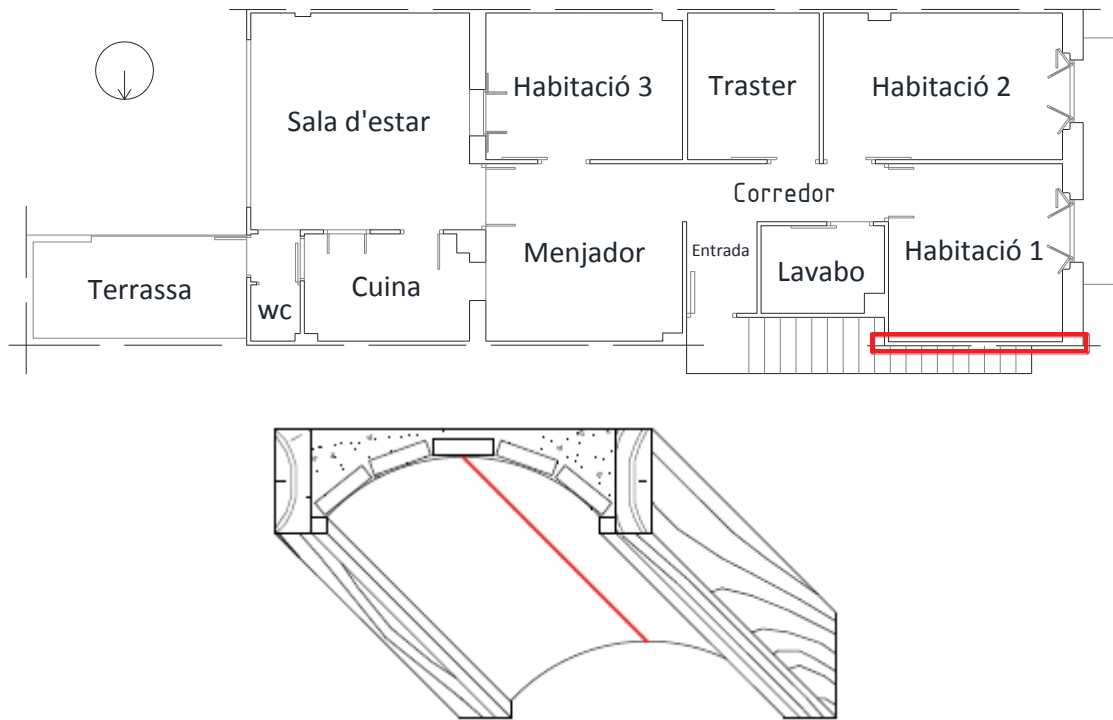 Habitació 3
Traster
Habitació 2
Sala d'estar
Corredor
Entrada
Menjador
Habitació 1
Lavabo
Terrassa
Cuina
wc